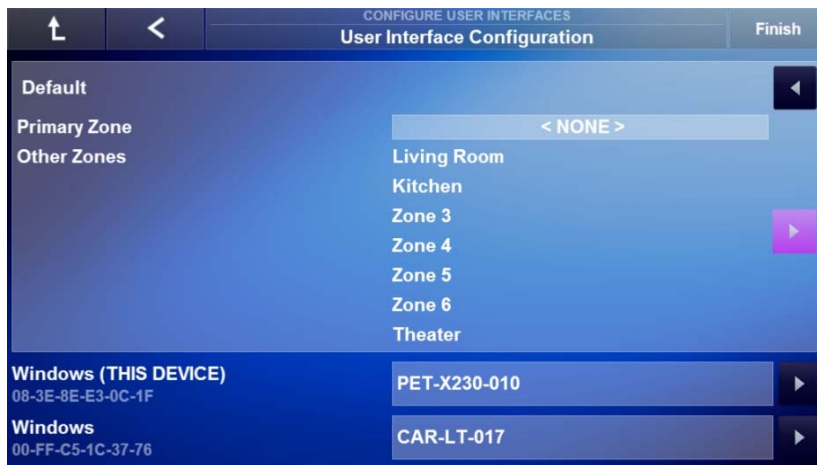 CONFIGURE USER INTERFACES
User Interface Configuration
Finish
Default
Primary Zone
< NONE >
Other Zones
Living Room
Kitchen
Zone 3
Zone 4
Zone 5
Zone 6
Theater
Windows (THIS DEVICE)
08-3E-8E-E3-0C-1F
PET-X230-010
Windows
00-FF-C5-1C-37-76
CAR-LT-017